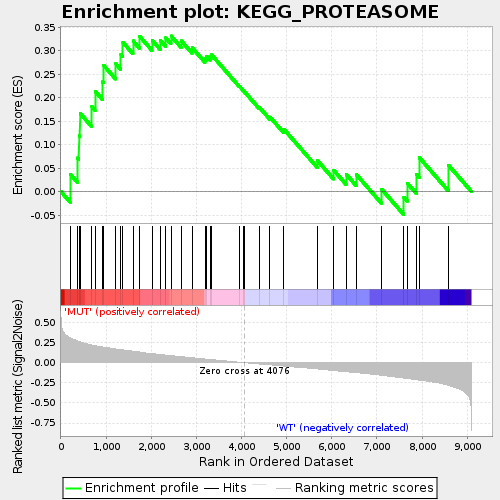 Enrichment plot: KEGG_PROTEASOME
Enrichment score (ES)
0.35
0.30
0.25
0.20
0.15
0.10
0.05
0.00
-0.05
Ranked list metric (Signal2Noise)
'MUT' (positively correlated)
0.50
0.25
0.00
-0.25
-0.50
-0.75
Zero cross at 4076
'WT' (negatively correlated)
0 1,000 2,000 3,000 4,000 5,000 6,000 7,000 8,000 9,000
Rank in Ordered Dataset
Enrichment profile Hits Ranking metric scores